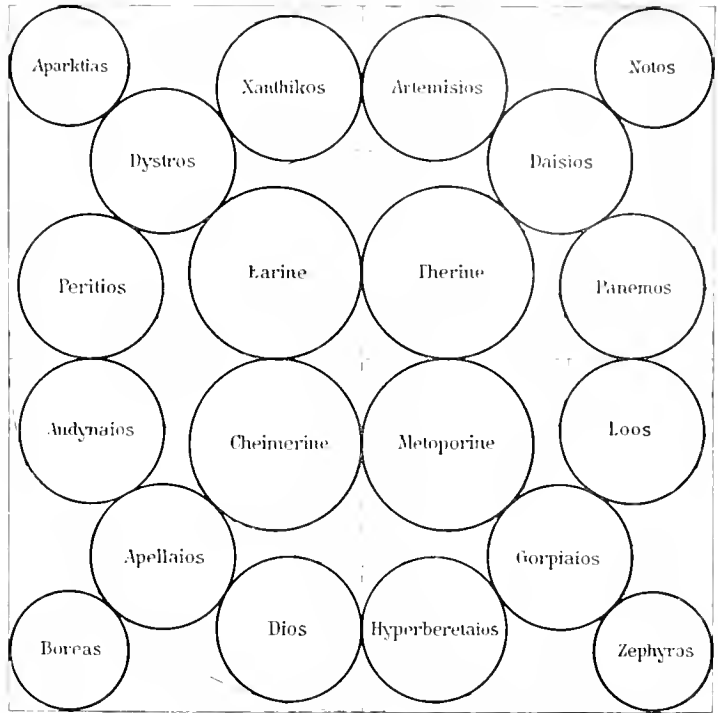 Aparktias
Xanthikos
Artemisios
Notos
Dystros
Daisios
Peritios
Earine
Therine
Panemos
Audynaios
Cheimerine
Metoporine
Loos
Apellaios
Gorpiaios
Boreas
Dios
Hyperberetaios
Zephyros